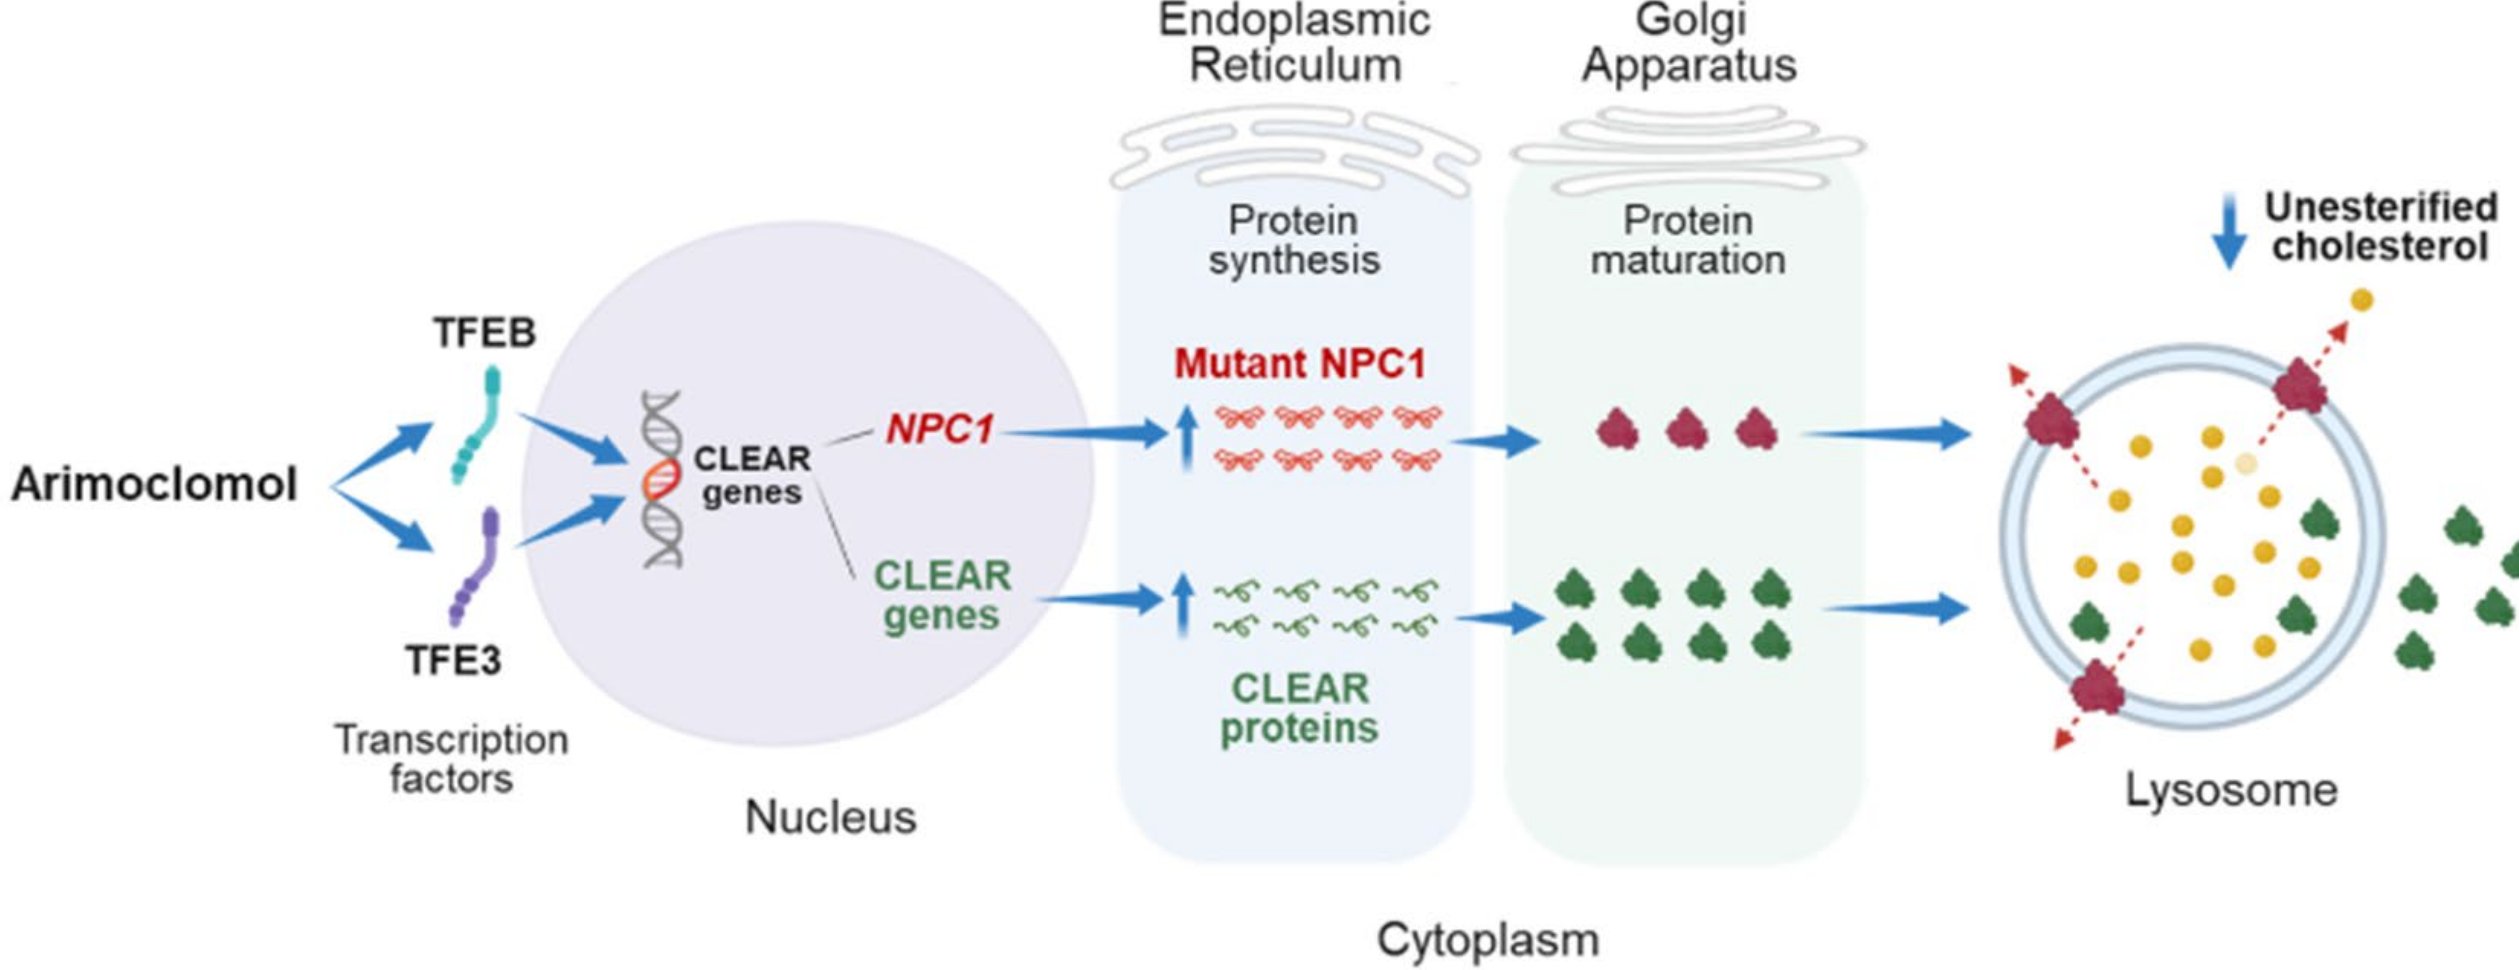 Endoplasmic
Reticulum
Golgi
Apparatus
Protein
synthesis
Protein
maturation
Unesterified
cholesterol
TFEB
Mutant NPC1
NPC1
CLEAR
genes
Arimoclomol
CLEAR
genes
TFE3
CLEAR
proteins
Transcription
factors
Nucleus
Lysosome
Cytoplasm